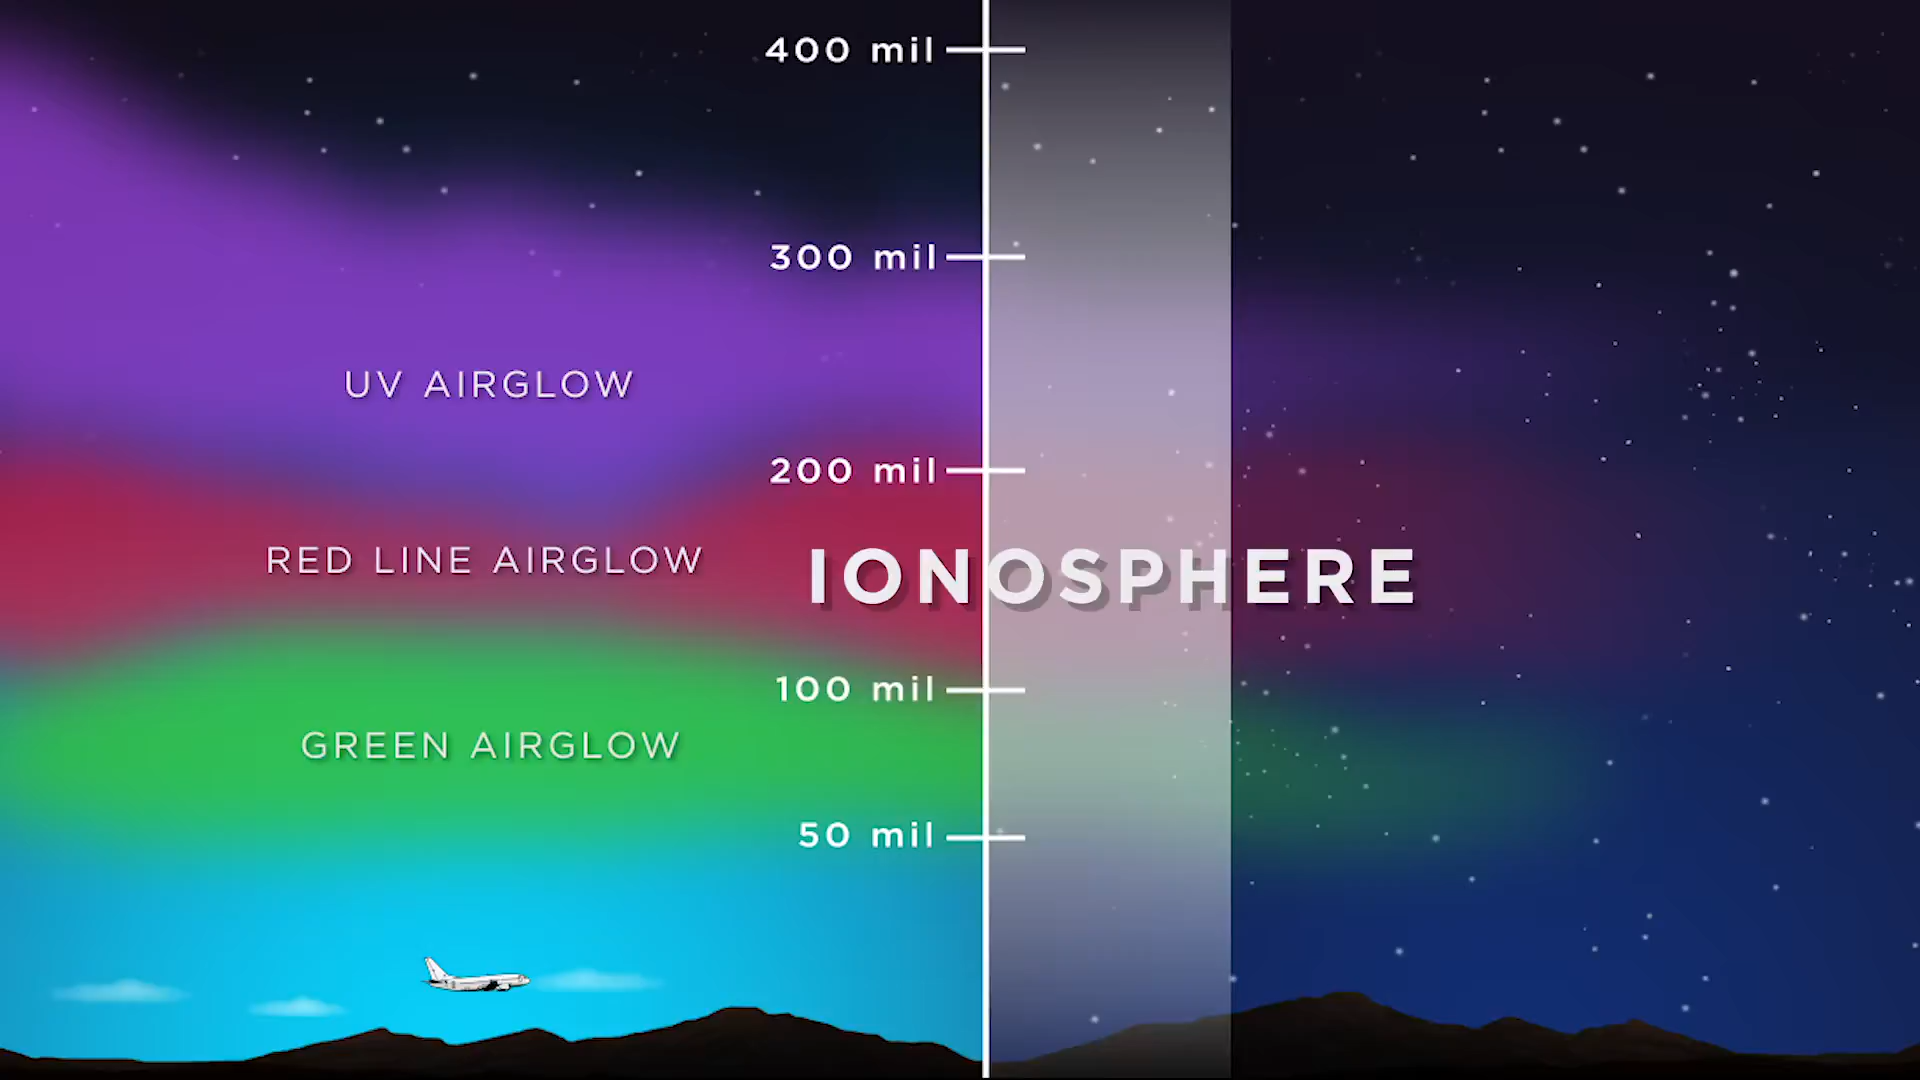 400 mil
300 mil
UV AIRGLOW
200 mil
RED LINE AIRGLOW
IONOSPHERE
100 mil
GREEN AIRGLOW
50 mil